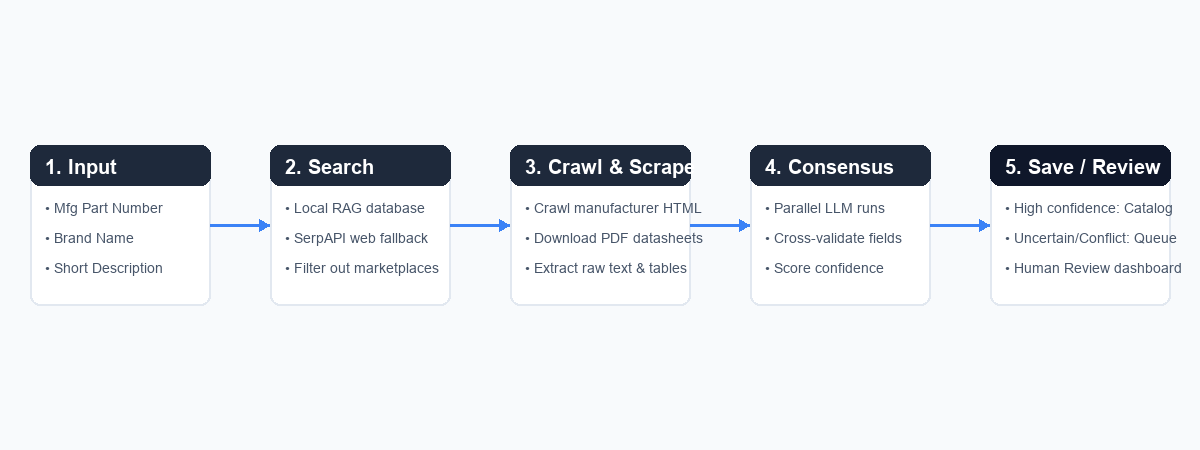 1. Input
• Mfg Part Number
• Brand Name
• Short Description
2. Search
• Local RAG database
• SerpAPI web fallback
• Filter out marketplaces
3. Crawl & Scrape
• Crawl manufacturer HTML
• Download PDF datasheets
• Extract raw text & tables
4. Consensus
• Parallel LLM runs
• Cross-validate fields
• Score confidence
5. Save / Review
• High confidence: Catalog
• Uncertain/Conflict: Queue
• Human Review dashboard